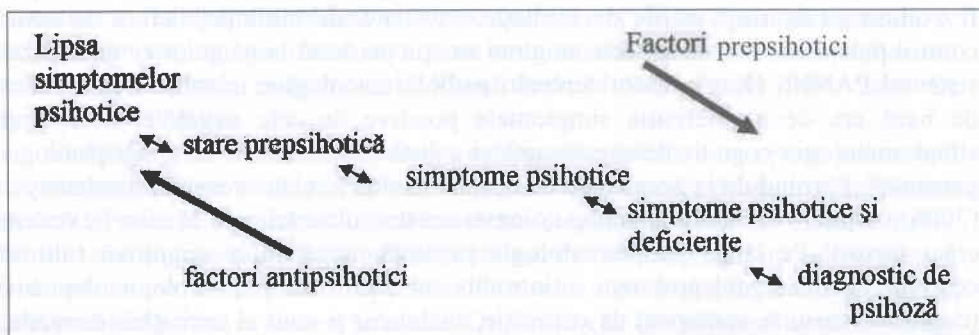 Lipsa
simptomelor
psihotice
Factori prepsihotici
stare prepsihotică
simptome psihotice
simptome psihotice și
deficiențe
factori antipsihotici
diagnostic de
psihoză